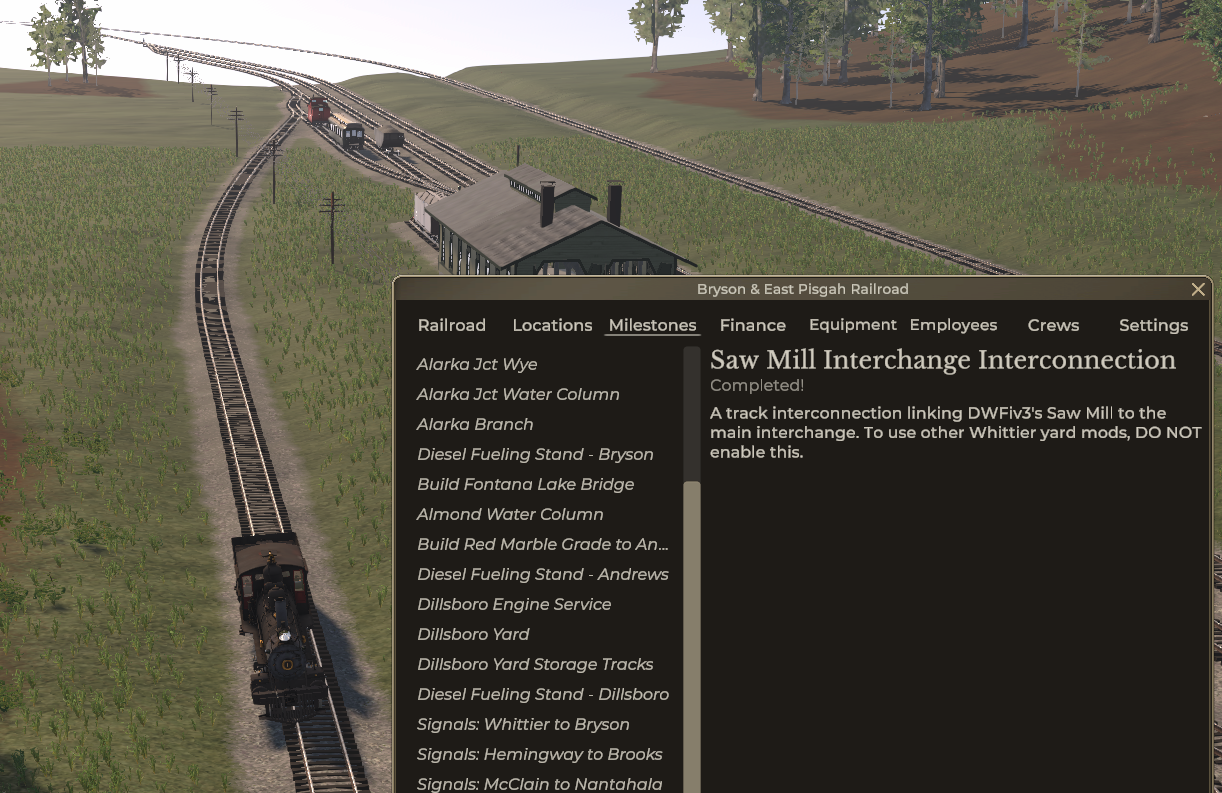 Bryson & East Pisgah Railroad
Railroad Locations Milestones Finance Equipment Employees Crews Settings
Alarka Jct Wye
Alarka Jct Water Column
Alarka Branch
Diesel Fueling Stand - Bryson
Build Fontana Lake Bridge
Almond Water Column
Build Red Marble Grade to An...
Diesel Fueling Stand - Andrews
Dillsboro Engine Service
Dillsboro Yard
Dillsboro Yard Storage Tracks
Diesel Fueling Stand - Dillsboro
Signals: Whittier to Bryson
Signals: Hemingway to Brooks
Signals: McClain to Nantahala
Saw Mill Interchange Interconnection
Completed!
A track interconnection linking DWFiv3's Saw Mill to the
main interchange. To use other Whittier yard mods, DO NOT
enable this.